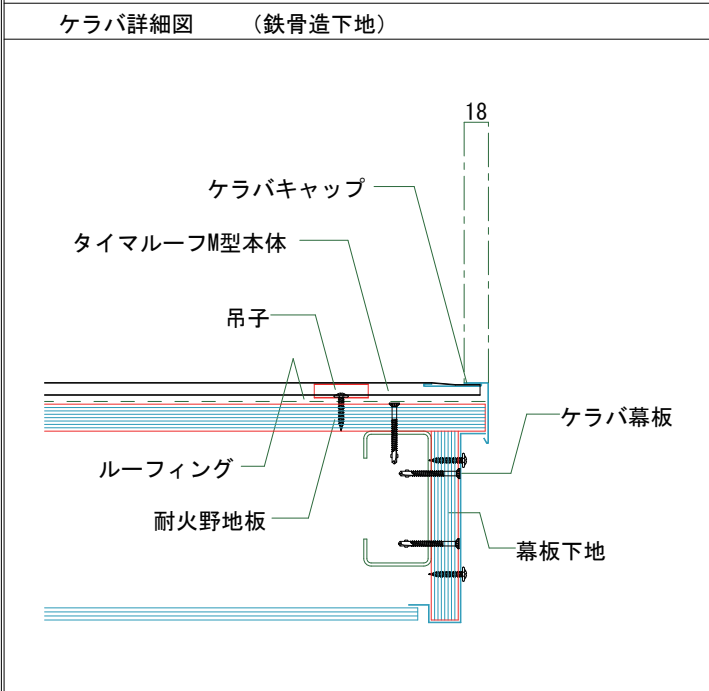 ケラバ詳細図 (鉄骨造下地)
18
ケラバキャップ
タイマルーフM型本体
吊子
ケラバ幕板
ルーフィング
耐火野地板
幕板下地